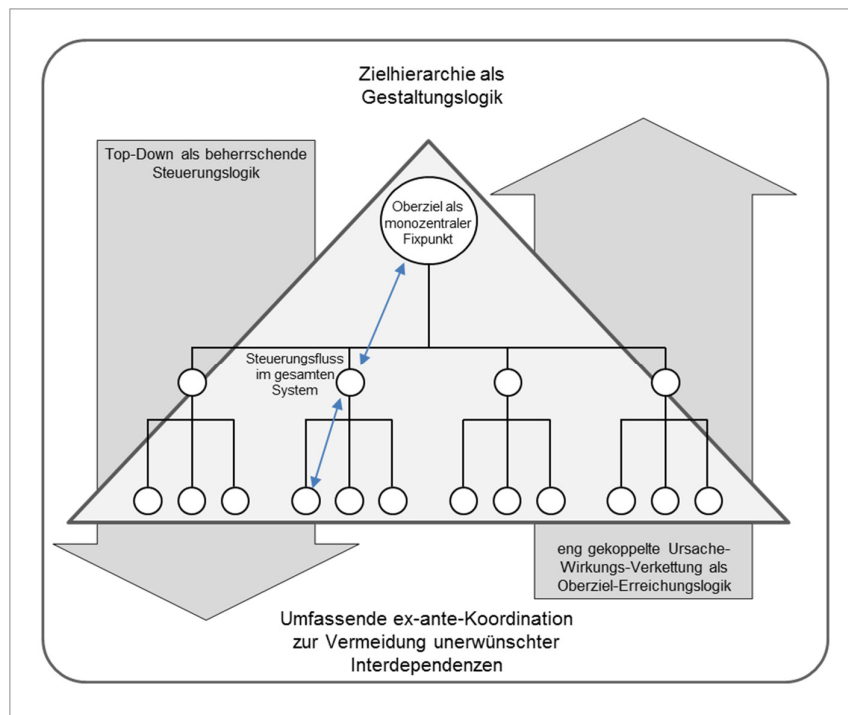 Zielhierarchie als
Gestaltungslogik
Top-Down als beherrschende
Steuerungslogik
Oberziel als
monozentraler
Fixpunkt
Steuerungsfluss
im gesamten
System
eng gekoppelte Ursache-
Wirkungs-Verkettung als
Oberziel-Erreichungslogik
Umfassende ex-ante-Koordination
zur Vermeidung unerwünschter
Interdependenzen